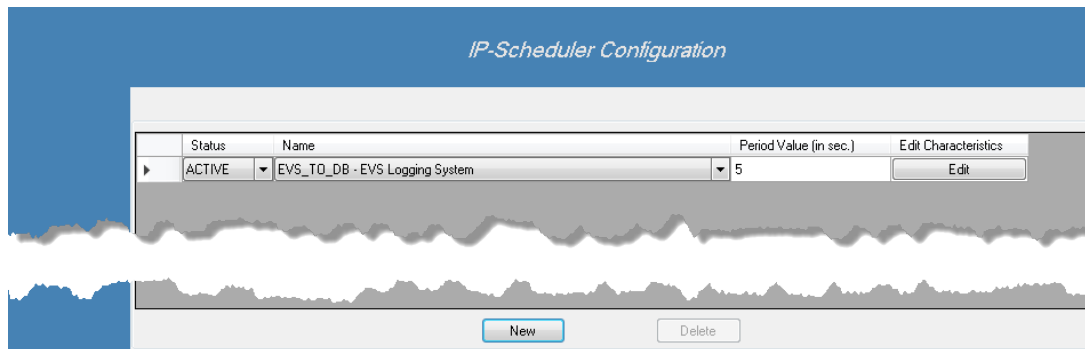 IP-Scheduler Configuration
Status Name Period Value (in sec.) Edit Characteristics
ACTIVE EVS_TO_DB - EVS Logging System 5 Edit
New Delete